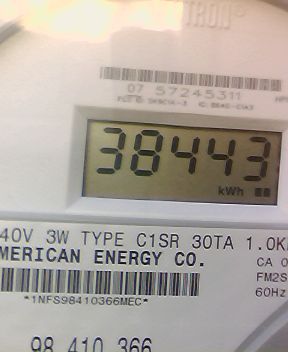 TRON®
07 57245311
38443
kWh
40V 3W TYPE C1SR 30TA 1.0K
MERICAN ENERGY CO.
CA 0
FM2S
60Hz
*1NFS98410366MEC*
98 410 366